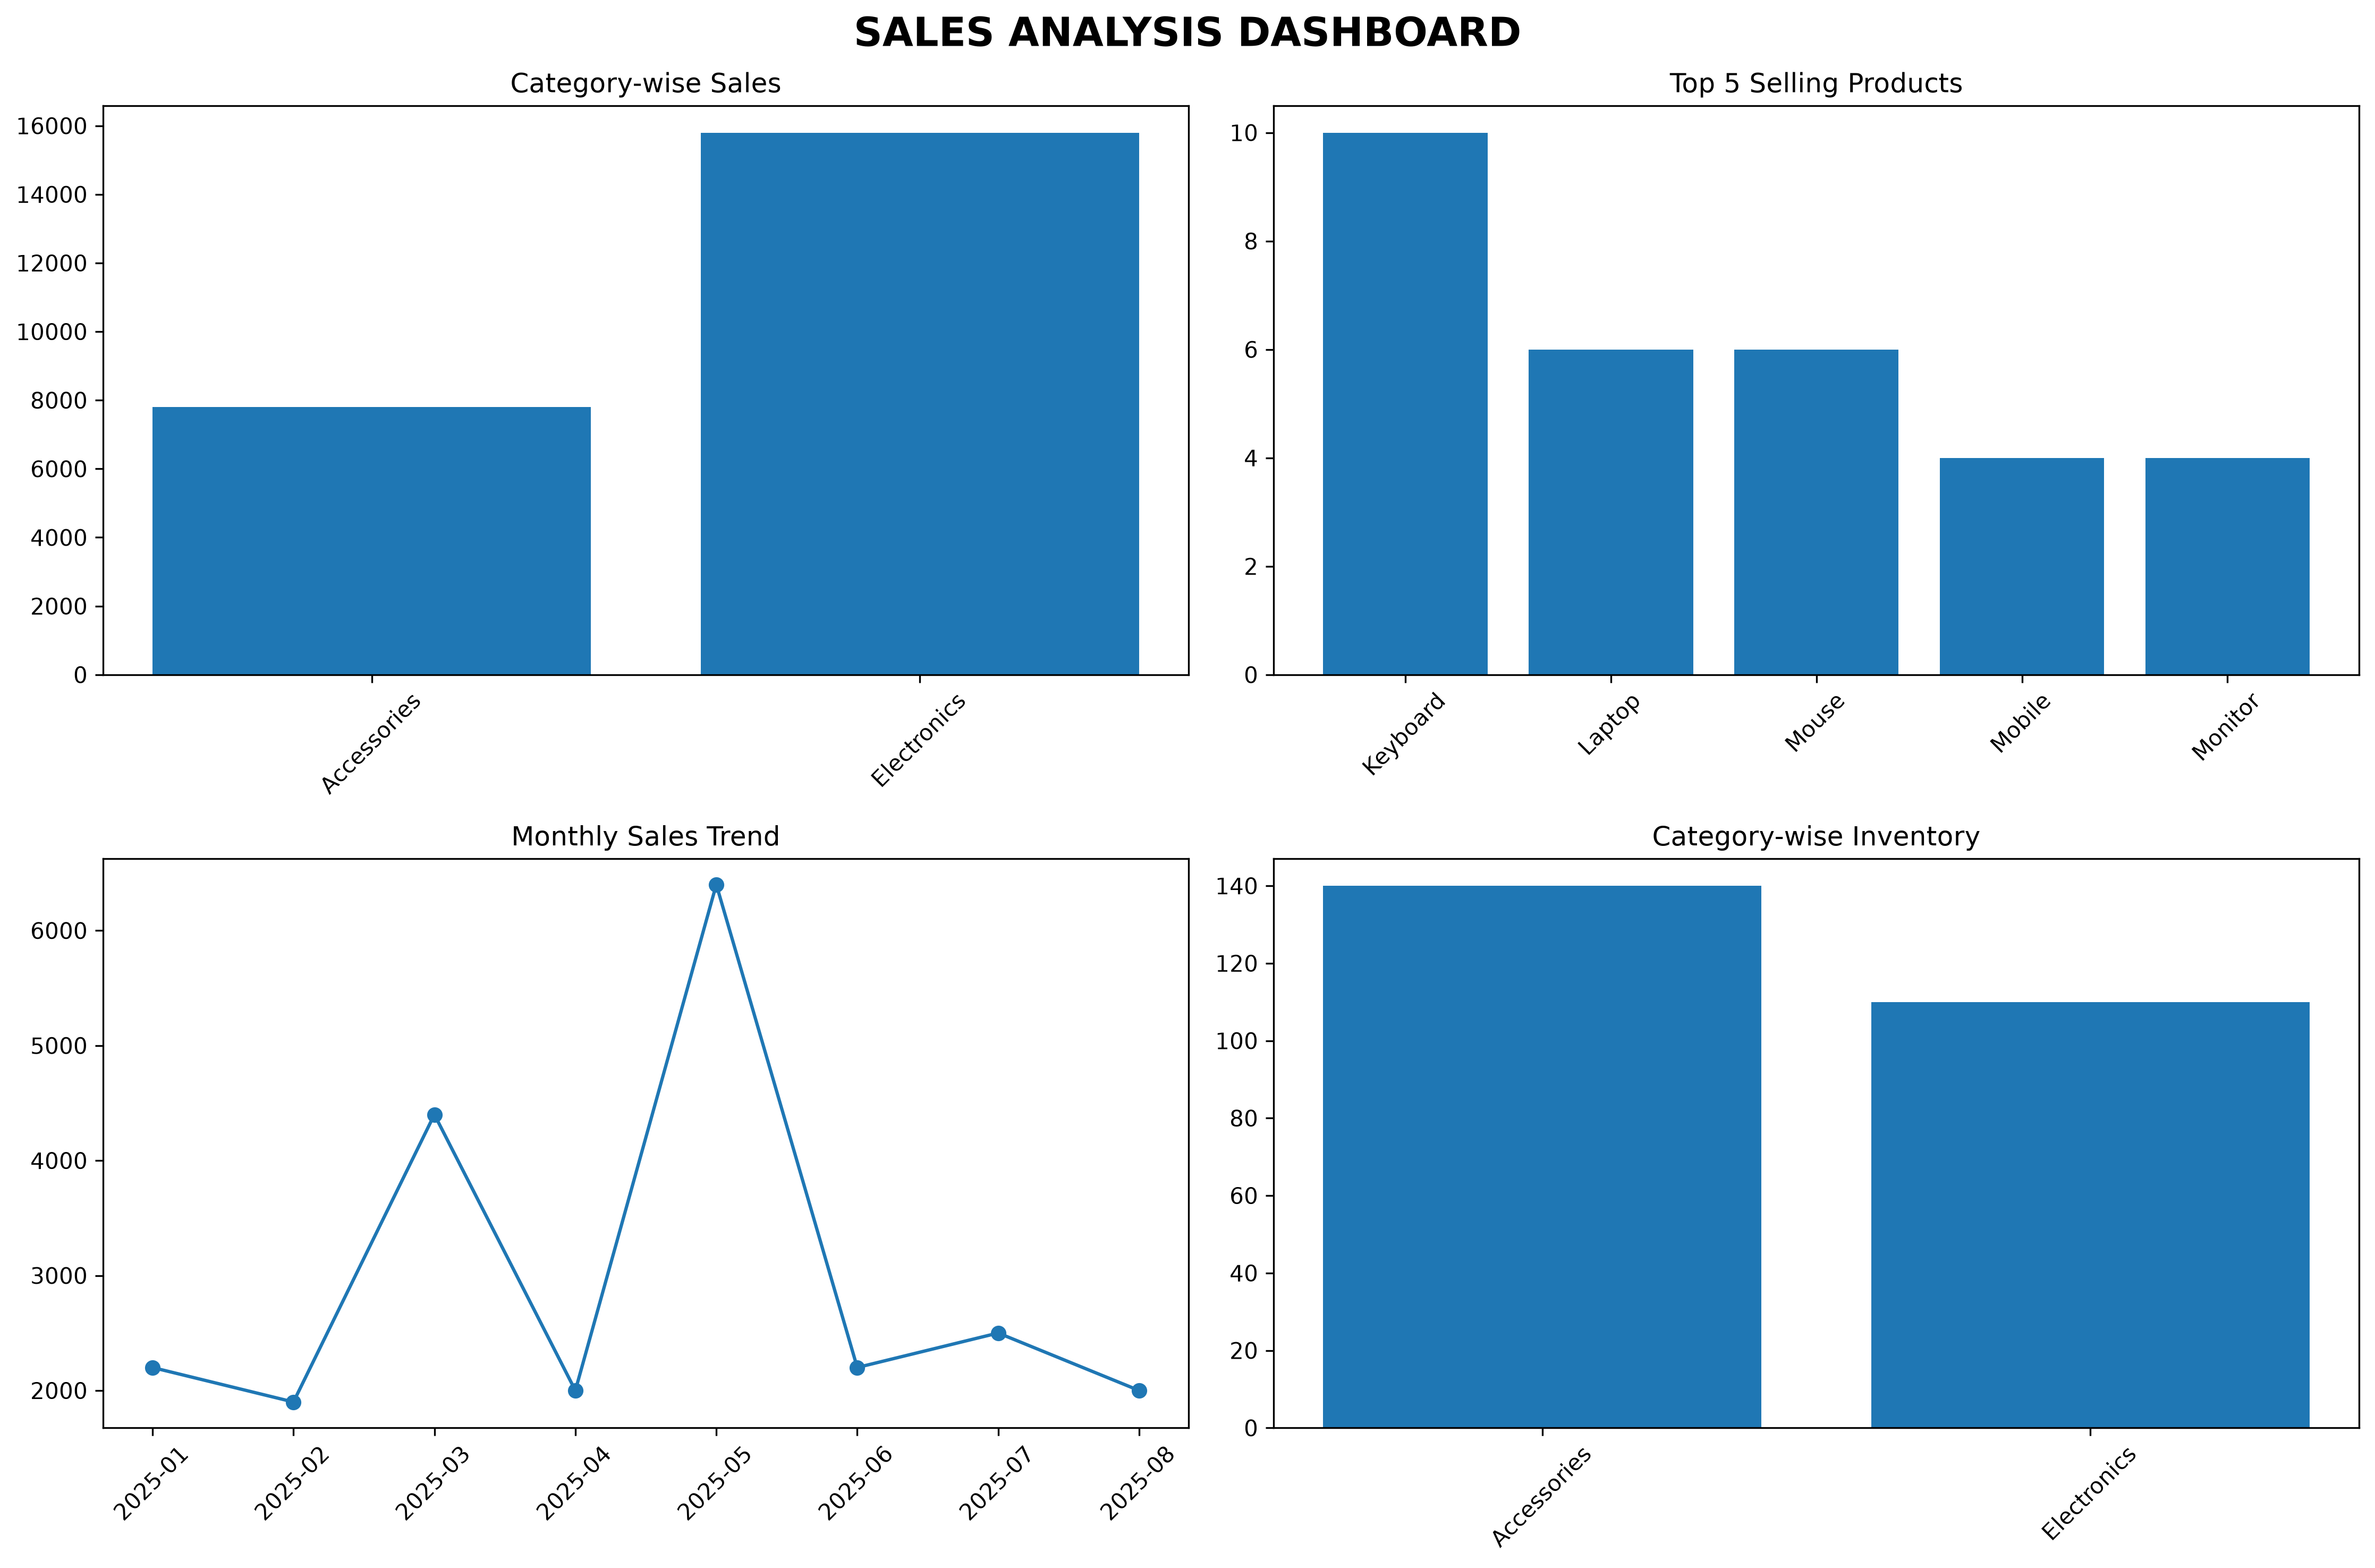 SALES ANALYSIS DASHBOARD
Category-wise Sales
16000
14000
12000
10000
8000
6000
4000
2000
0
Accessories
Electronics
Top 5 Selling Products
10
8
6
4
2
0
Keyboard
Laptop
Mouse
Mobile
Monitor
Monthly Sales Trend
6000
5000
4000
3000
2000
2025-01
2025-02
2025-03
2025-04
2025-05
2025-06
2025-07
2025-08
Category-wise Inventory
140
120
100
80
60
40
20
0
Accessories
Electronics